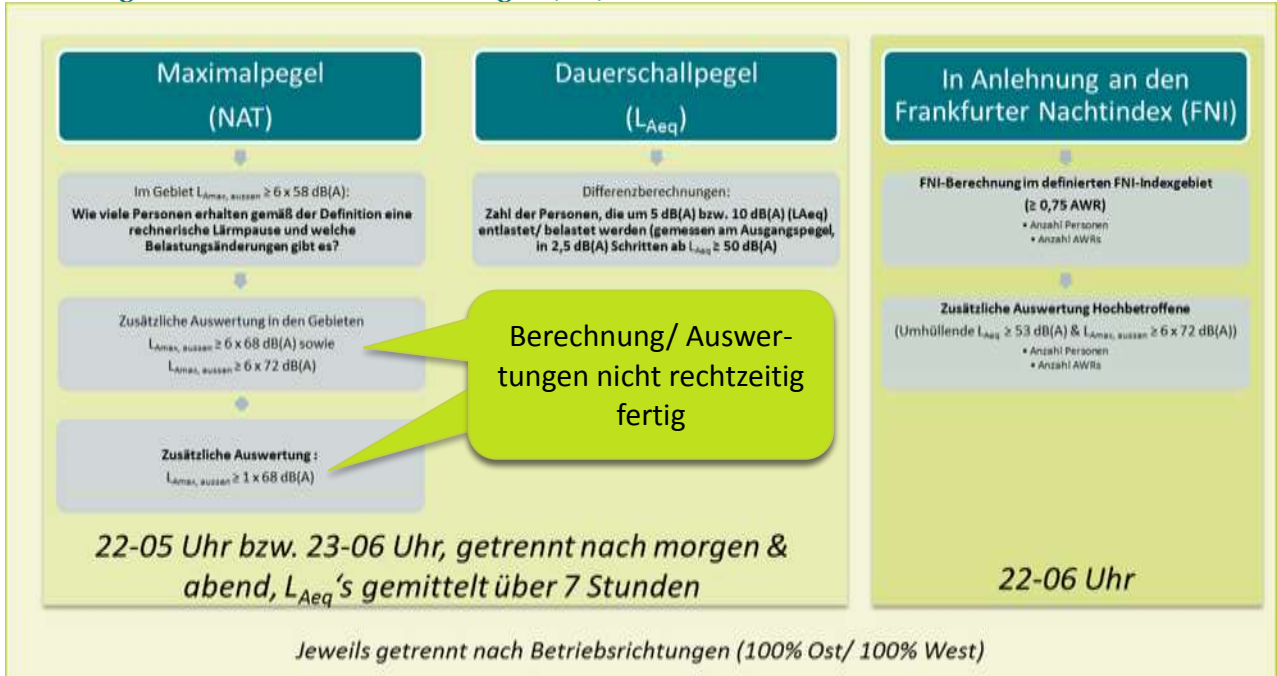 Maximalpegel
(NAT)
Im Gebiet LAmax, aussen ≥ 6 x 58 dB(A):
Wie viele Personen erhalten gemäß der Definition eine
rechnerische Lärmpause und welche
Belastungsänderungen gibt es?
Zusätzliche Auswertung in den Gebieten
LAmax, aussen ≥ 6 x 68 dB(A) sowie
LAmax, aussen ≥ 6 x 72 dB(A)
Zusätzliche Auswertung :
LAmax, aussen ≥ 1 x 68 dB(A)
Dauerschallpegel
(LAeq)
Differenzberechnungen:
Zahl der Personen, die um 5 dB(A) bzw. 10 dB(A) (LAeq)
entlastet/ belastet werden (gemessen am Ausgangspegel,
in 2,5 dB(A) Schritten ab LAeq ≥ 50 dB(A)
Berechnung/ Auswer-
tungen nicht rechtzeitig
fertig
22-05 Uhr bzw. 23-06 Uhr, getrennt nach morgen &
abend, LAeq‘s gemittelt über 7 Stunden
In Anlehnung an den
Frankfurter Nachtindex (FNI)
FNI-Berechnung im definierten FNI-Indexgebiet
(≥ 0,75 AWR)
• Anzahl Personen
• Anzahl AWRs
Zusätzliche Auswertung Hochbetroffene
(Umhüllende LAeq ≥ 53 dB(A) & LAmax, aussen ≥ 6 x 72 dB(A))
• Anzahl Personen
• Anzahl AWRs
22-06 Uhr
Jeweils getrennt nach Betriebsrichtungen (100% Ost/ 100% West)